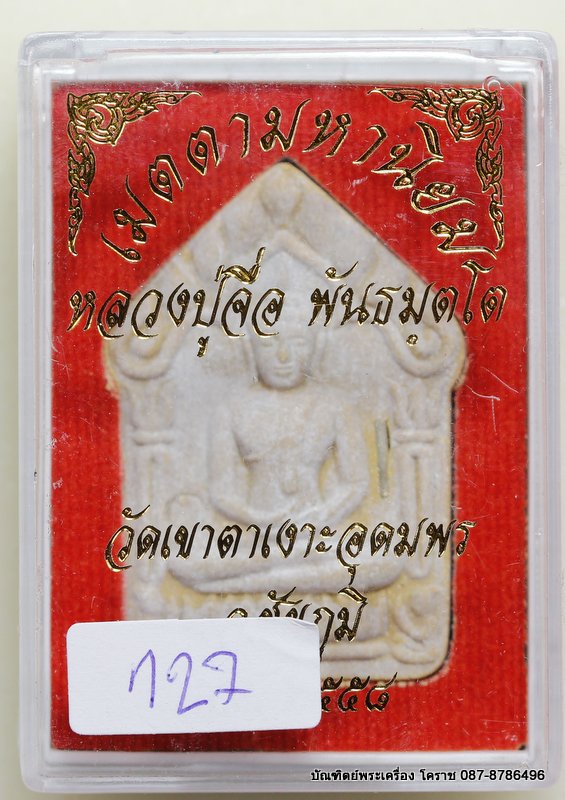 เมตตามหานิยม
หลวงปู่จื่อ พันธมุตโต
วัดเขาตาเงาะอุดมพร
จ.ชัยภูมิ
๕๕๘
727
บัณฑิตย์พระเครื่อง โคราช 087-8786496